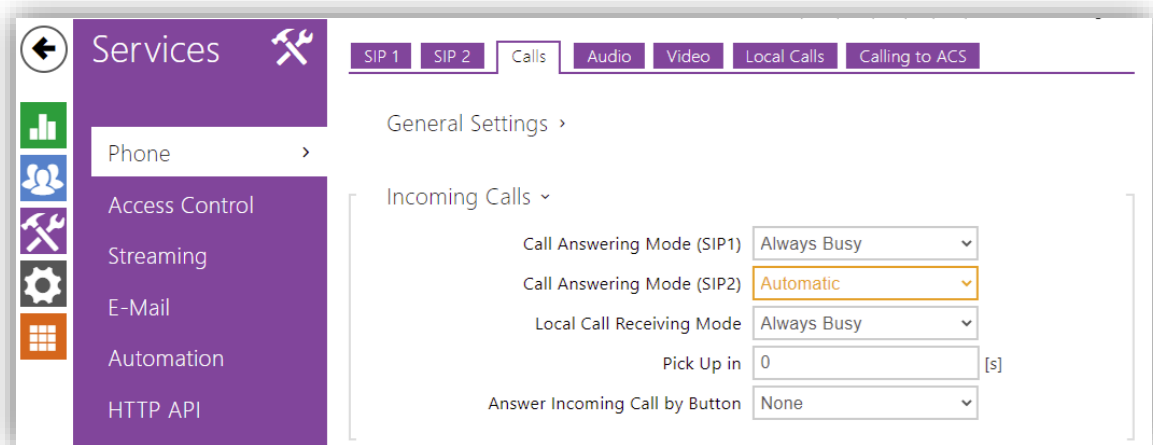 Services
SIP 1 SIP 2 Calls Audio Video Local Calls Calling to ACS
General Settings ›
Phone ›
Incoming Calls
Access Control
Call Answering Mode (SIP1) Always Busy
Streaming
Call Answering Mode (SIP2) Automatic
E-Mail
Local Call Receiving Mode Always Busy
Automation
Pick Up in 0 [s]
HTTP API
Answer Incoming Call by Button None